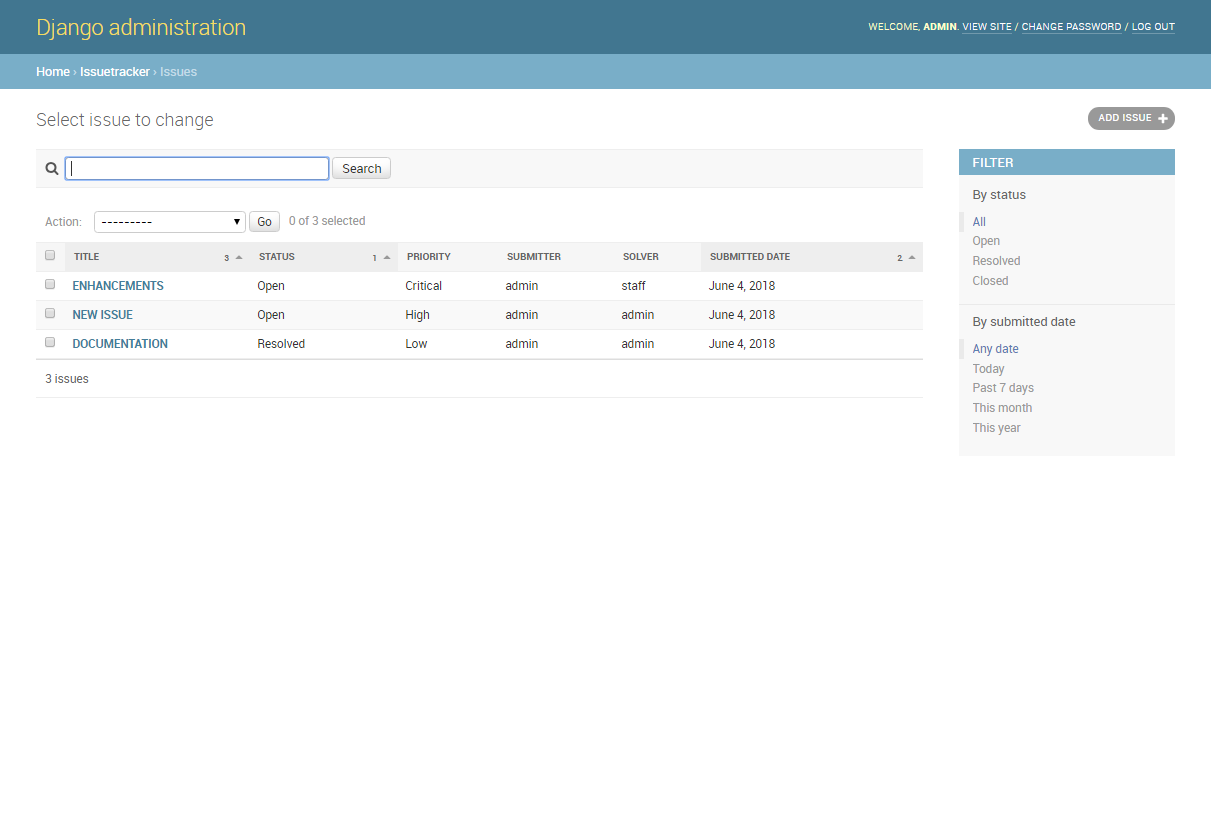 Django administration
WELCOME, ADMIN. VIEW SITE / CHANGE PASSWORD / LOG OUT
Home › Issuetracker › Issues
Select issue to change
ADD ISSUE +
Search
Action: --------- Go 0 of 3 selected
TITLE 3 STATUS 1 PRIORITY SUBMITTER SOLVER SUBMITTED DATE 2
ENHANCEMENTS Open Critical admin staff June 4, 2018
NEW ISSUE Open High admin admin June 4, 2018
DOCUMENTATION Resolved Low admin admin June 4, 2018
3 issues
FILTER
By status
All
Open
Resolved
Closed
By submitted date
Any date
Today
Past 7 days
This month
This year